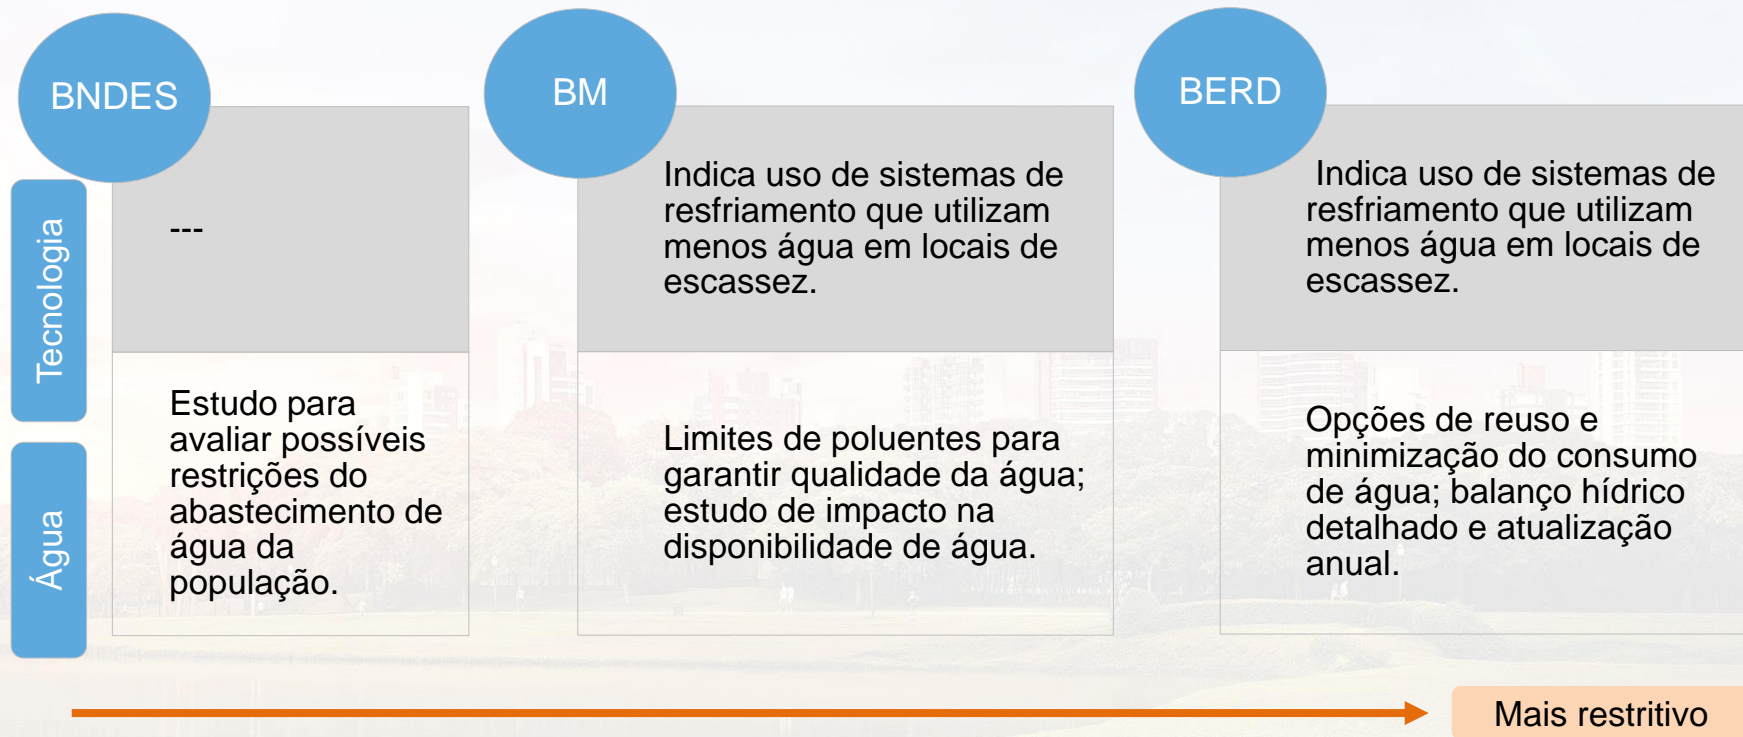 BNDES
BM
BERD
Tecnologia
---
Indica uso de sistemas de
resfriamento que utilizam
menos água em locais de
escassez.
Indica uso de sistemas de
resfriamento que utilizam
menos água em locais de
escassez.
Água
Estudo para
avaliar possíveis
restrições do
abastecimento de
água da
população.
Limites de poluentes para
garantir qualidade da água;
estudo de impacto na
disponibilidade de água.
Opções de reuso e
minimização do consumo
de água; balanço hídrico
detalhado e atualização
anual.
Mais restritivo